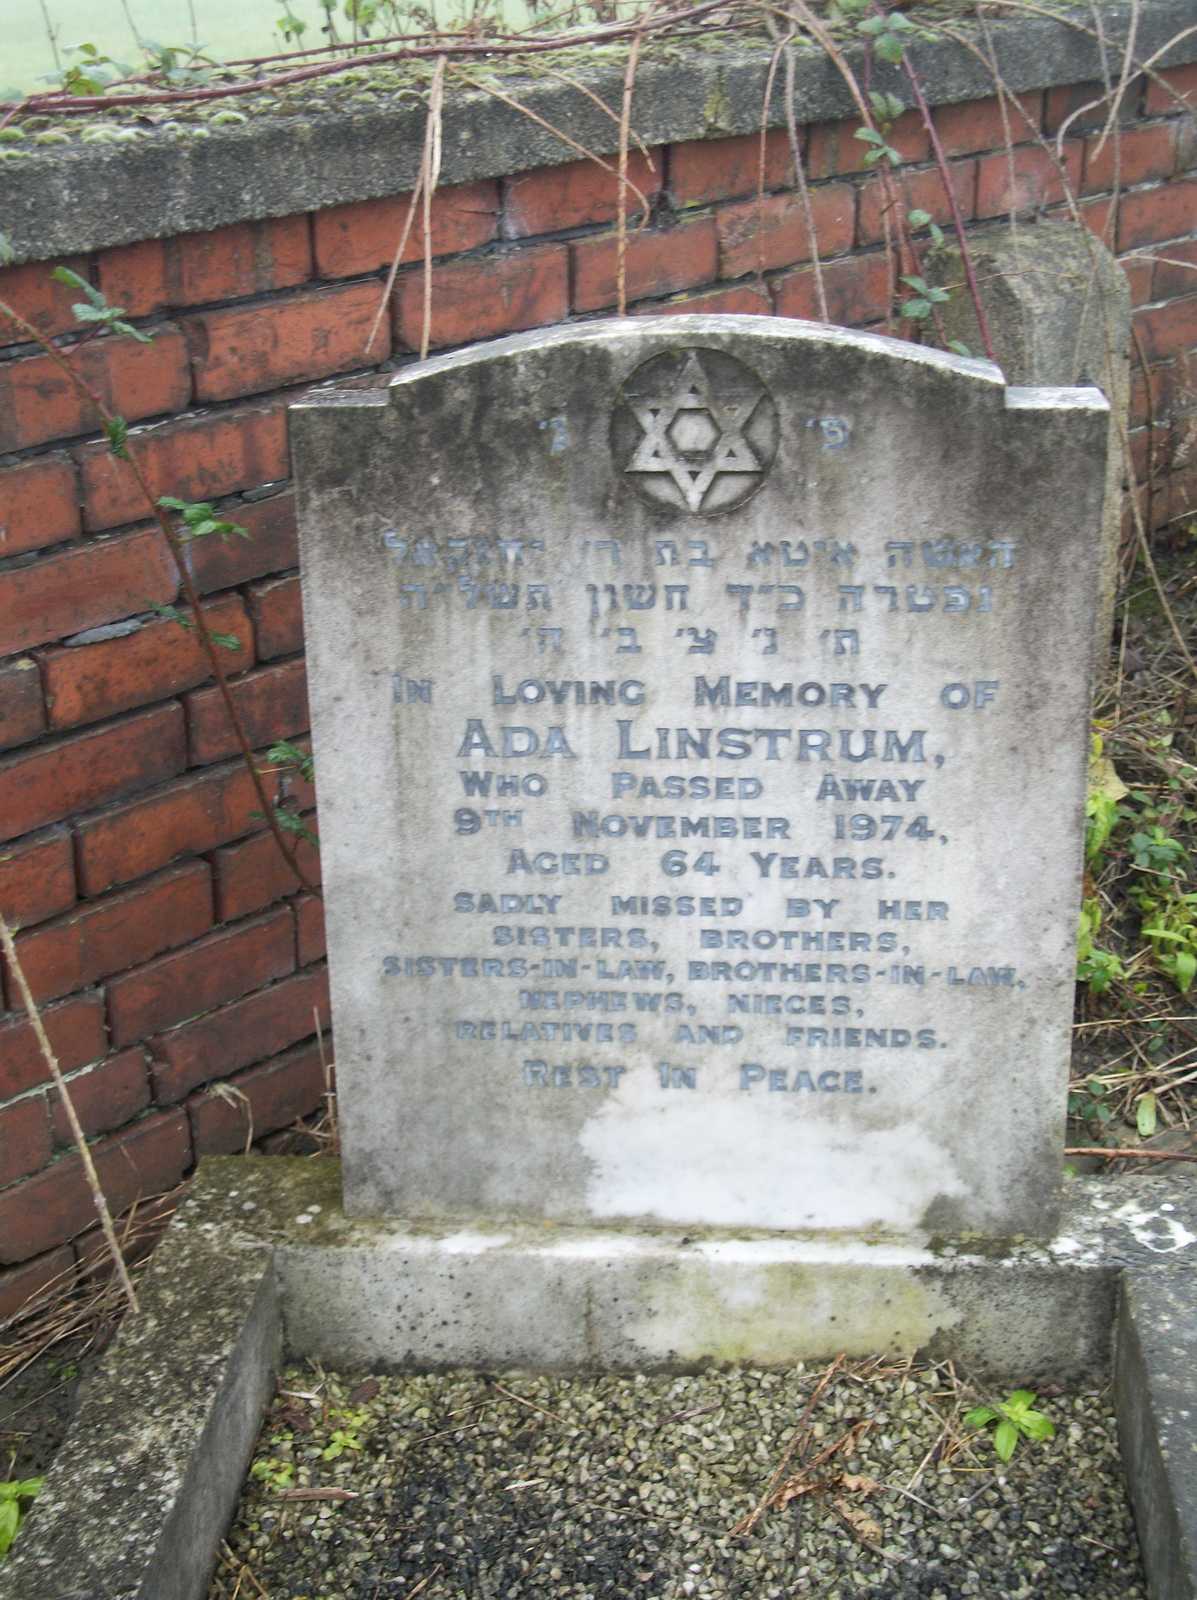 פ׳ נ׳
האשה איטא בת ר׳ יחזקאל
נפטרה כ״ד חשון תשל״ה
ת׳ נ׳ צ׳ ב׳ ה׳
IN LOVING MEMORY OF
ADA LINSTRUM,
WHO PASSED AWAY
9TH NOVEMBER 1974,
AGED 64 YEARS.
SADLY MISSED BY HER
SISTERS, BROTHERS,
SISTERS-IN-LAW, BROTHERS-IN-LAW,
NEPHEWS, NIECES,
RELATIVES AND FRIENDS.
REST IN PEACE.